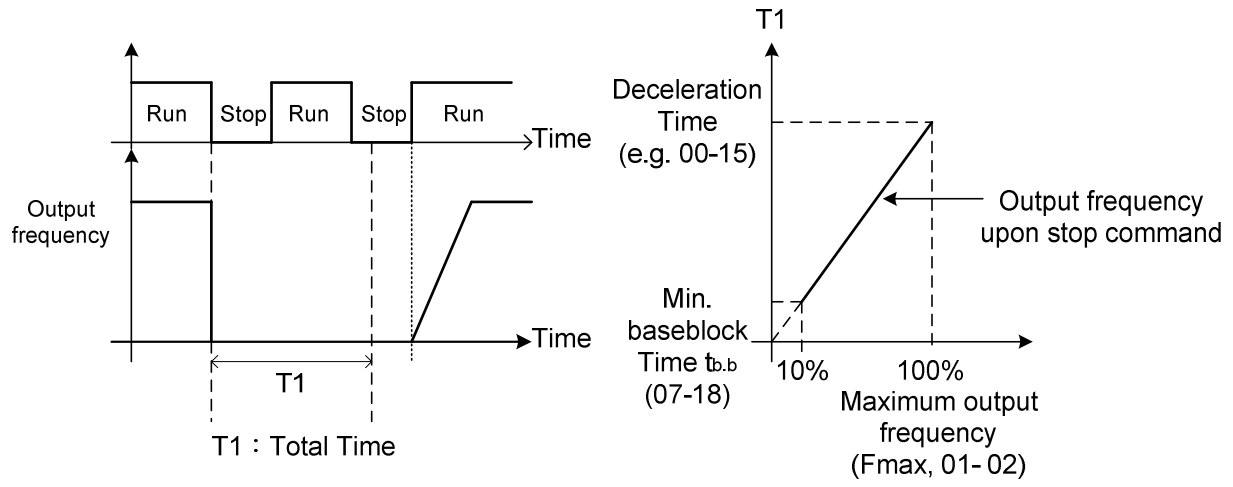 Run
Stop
Run
Stop
Run
Time
Output
frequency
Time
T1
T1 : Total Time
T1
Deceleration
Time
(e.g. 00-15)
Output frequency
upon stop command
Min.
baseblock
Time tb.b
(07-18)
10%
100%
Maximum output
frequency
(Fmax, 01- 02)